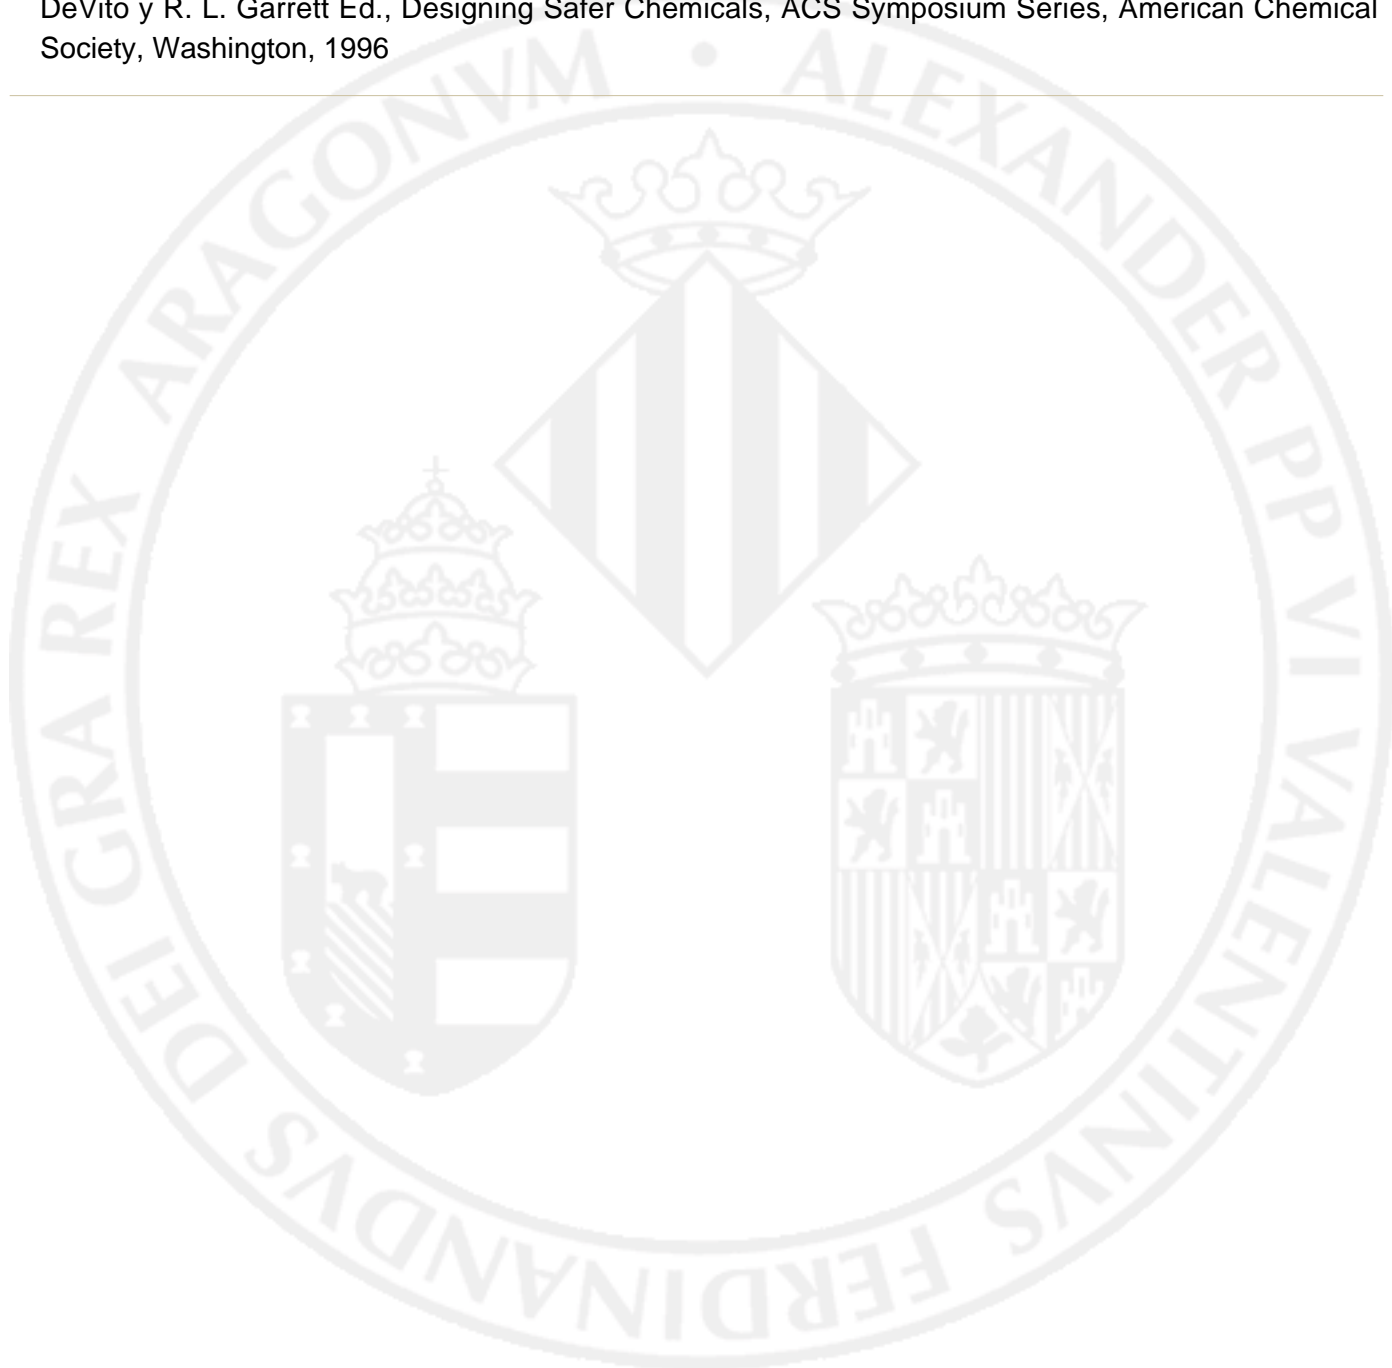 DeVito y R. L. Garrett Ed., Designing Safer Chemicals, ACS Symposium Series, American Chemical
Society, Washington, 1996
ALEXANDER PP VI VALENTINVS FERDINANDVS DEI GRA REX ARAGONVM